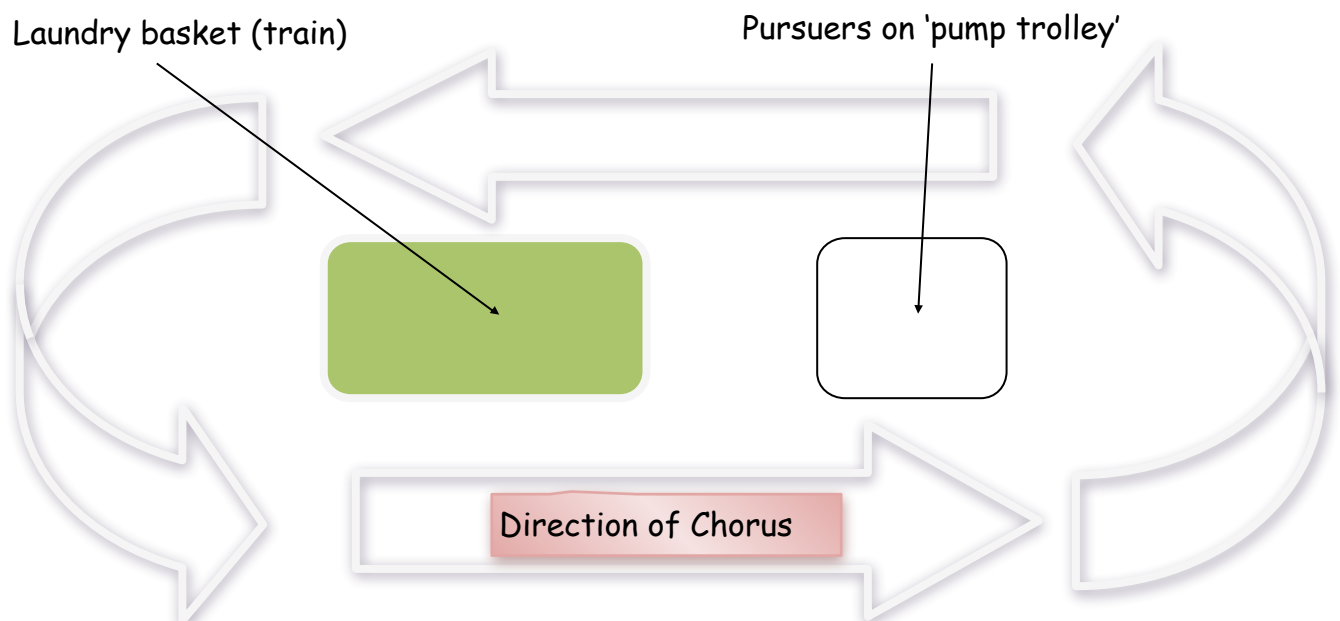 Laundry basket (train)
Pursuers on ‘pump trolley’
Direction of Chorus